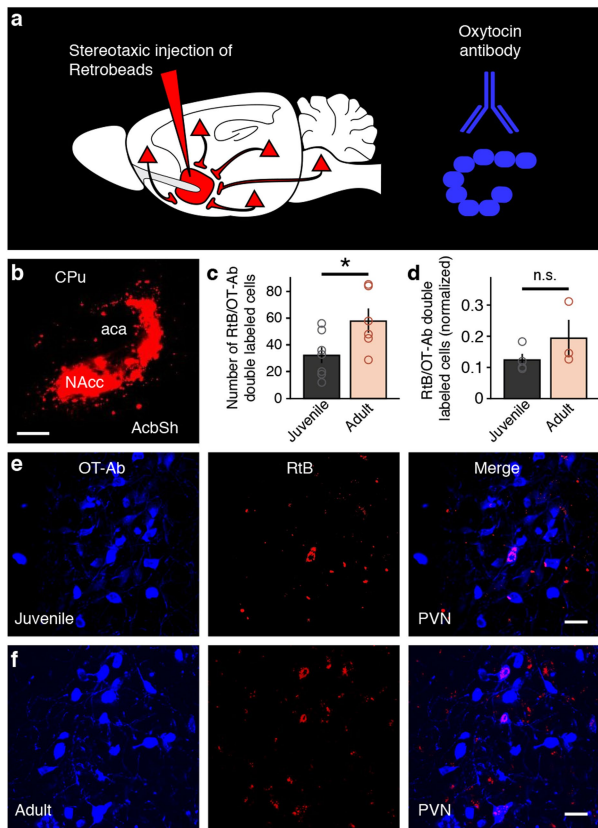 a
Stereotaxic injection of
Retrobeads
Oxytocin
antibody
b
CPu
aca
NAcc
AcbSh
c
Number of RtB/OT-Ab
double labeled cells
80
60
40
20
0
*
Juvenile
Adult
d
RtB/OT-Ab double
labeled cells (normalized)
0.3
0.2
0.1
0
n.s.
Juvenile
Adult
e
OT-Ab
RtB
Merge
Juvenile
PVN
f
Adult
PVN